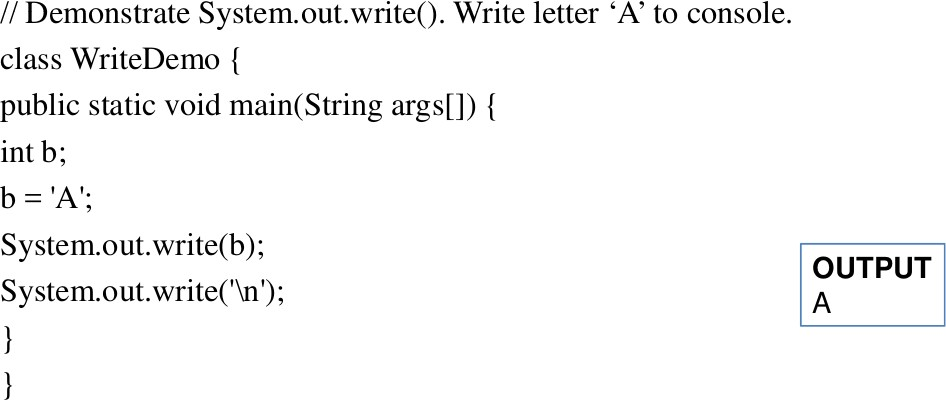 // Demonstrate System.out.write(). Write letter ‘A’ to console.
class WriteDemo {
public static void main(String args[]) {
int b;
b = 'A';
System.out.write(b);
System.out.write('\n');
}
}
OUTPUT
A